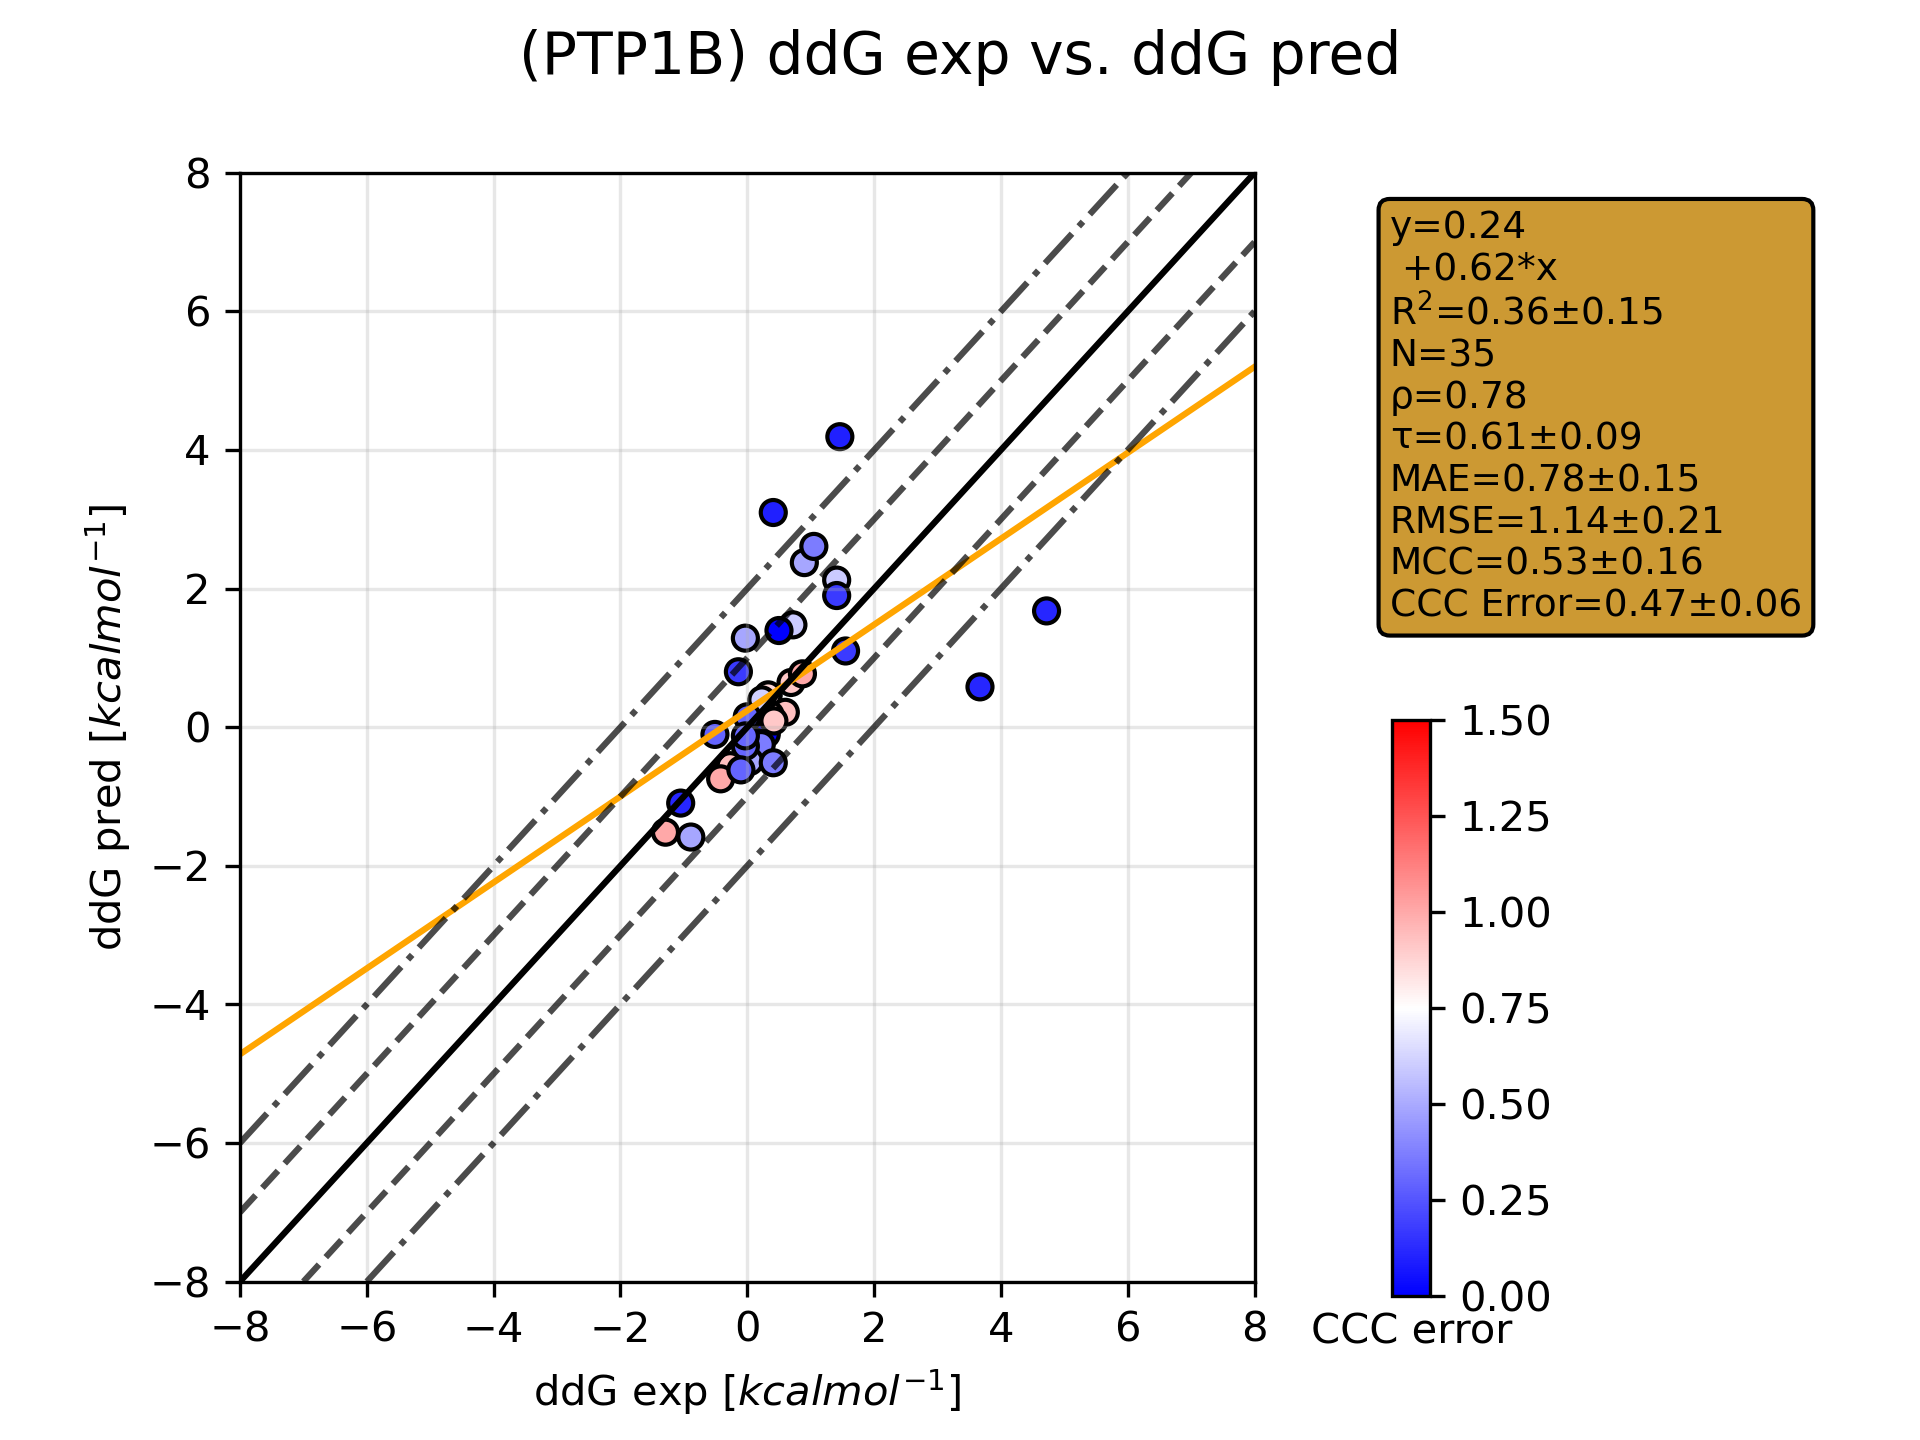 (PTP1B) ddG exp vs. ddG pred
8
6
4
2
0
−2
−4
−6
−8
ddG pred [kcalmol⁻¹]
−8 −6 −4 −2 0 2 4 6 8
ddG exp [kcalmol⁻¹]
y=0.24
+0.62*x
R²=0.36±0.15
N=35
ρ=0.78
τ=0.61±0.09
MAE=0.78±0.15
RMSE=1.14±0.21
MCC=0.53±0.16
CCC Error=0.47±0.06
1.50
1.25
1.00
0.75
0.50
0.25
0.00
CCC error